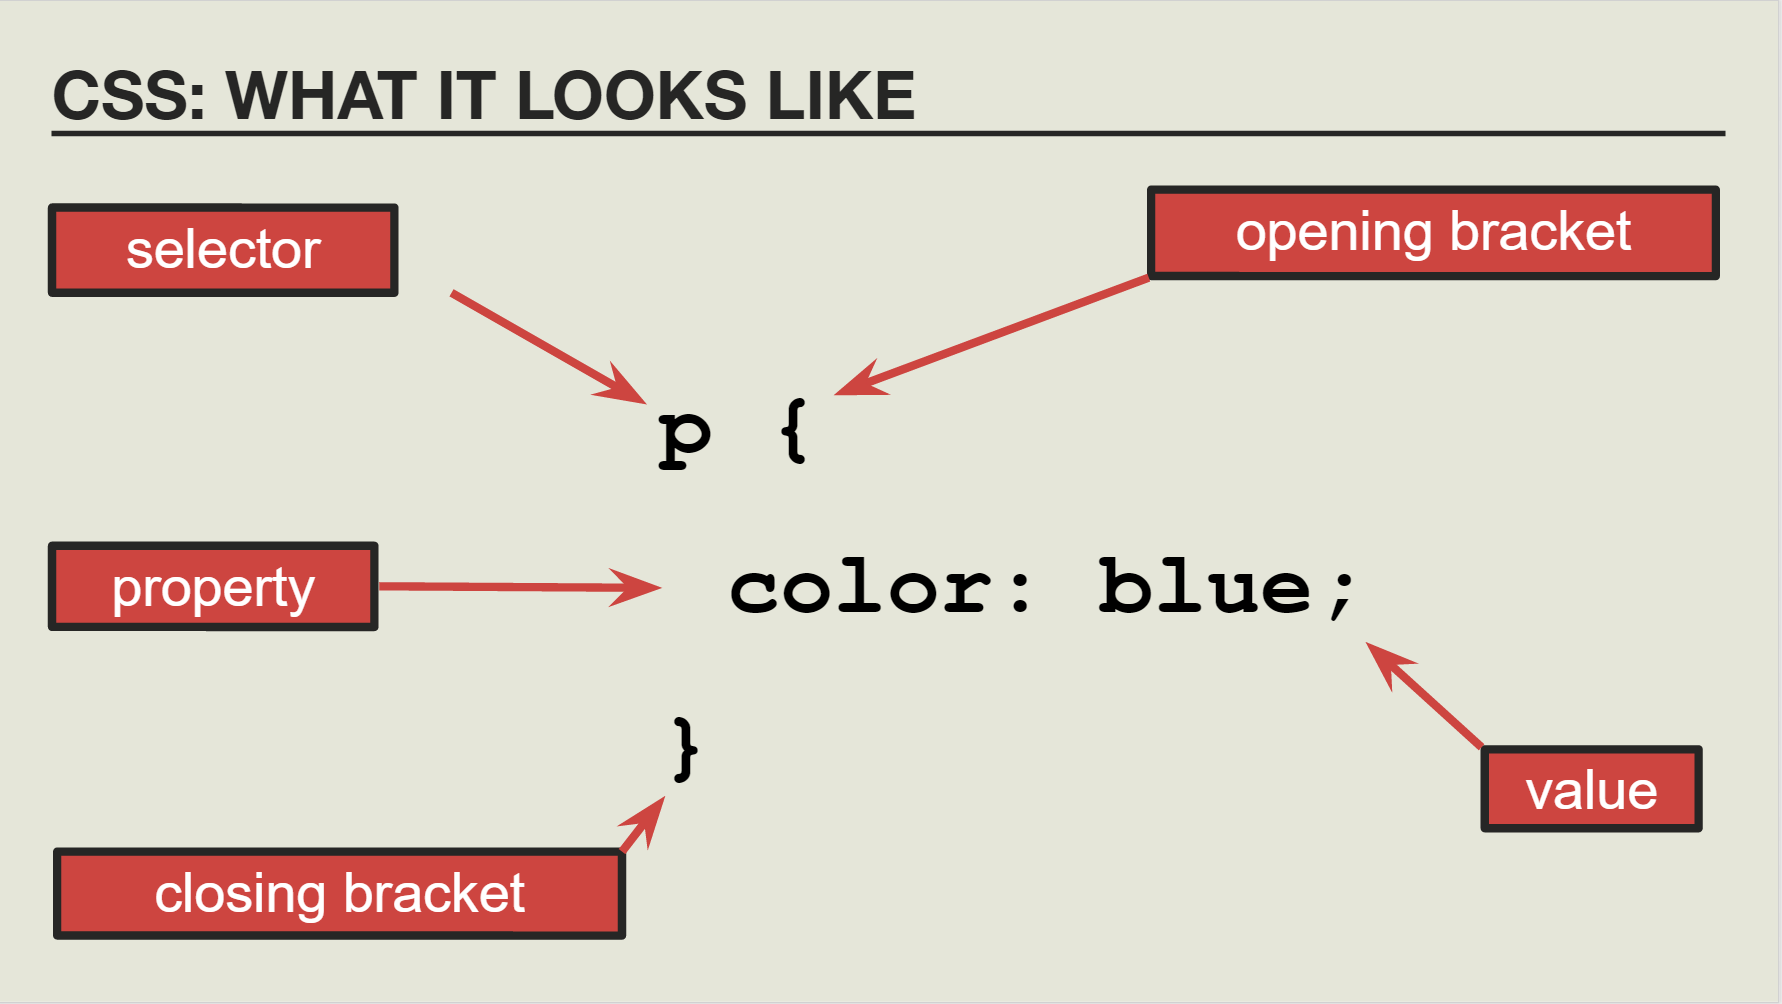 CSS: WHAT IT LOOKS LIKE
selector
opening bracket
p {
property
color: blue;
}
value
closing bracket